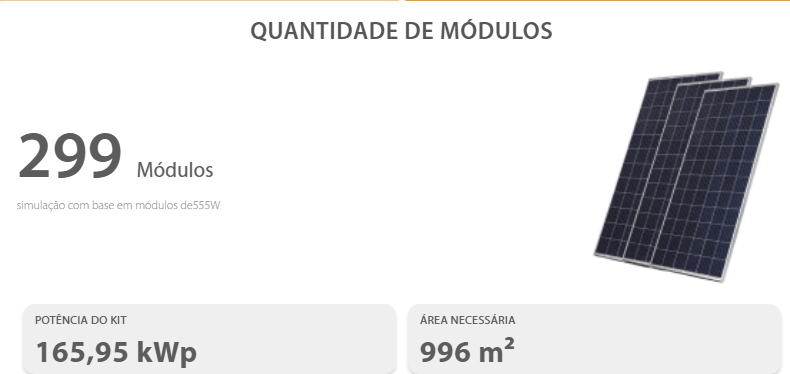 QUANTIDADE DE MÓDULOS
299 Módulos
simulação com base em módulos de555W
POTÊNCIA DO KIT
165,95 kWp
ÁREA NECESSÁRIA
996 m²